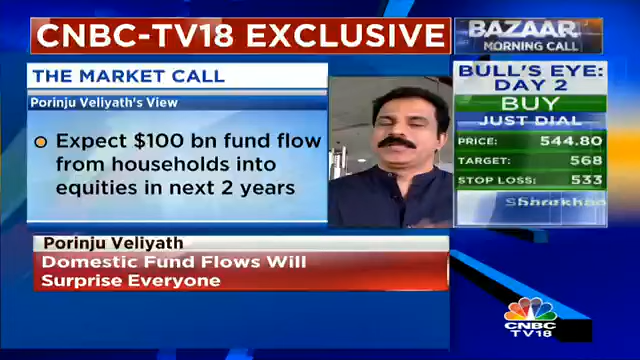 CNBC-TV18 EXCLUSIVE
BAZAAR
MORNING CALL
THE MARKET CALL
Porinju Veliyath's View
Expect $100 bn fund flow
from households into
equities in next 2 years
BULL'S EYE:
DAY 2
BUY
JUST DIAL
PRICE: 544.80
TARGET: 568
STOP LOSS: 533
Porinju Veliyath
Domestic Fund Flows Will
Surprise Everyone
CNBC
TV18